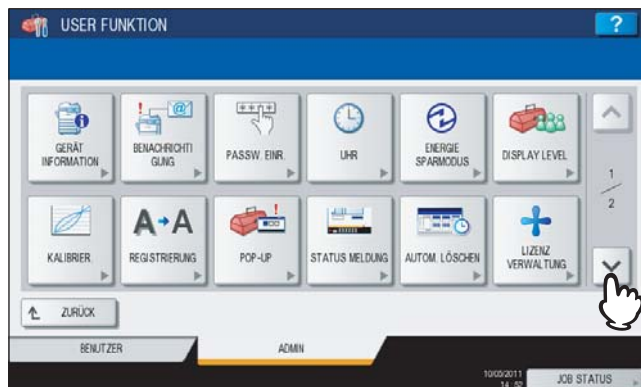 USER FUNKTION
?
GERÄT
INFORMATION
BENACHRICHTI
GUNG
PASSW. EINR.
UHR
ENERGIE
SPARMODUS
DISPLAY LEVEL
1
2
KALIBRIER.
A→A
REGISTRIERUNG
POP-UP
STATUS MELDUNG
AUTOM. LÖSCHEN
LIZENZ
VERWALTUNG
ZURÜCK
BENUTZER
ADMIN
10/03/2011
14 : 52
JOB STATUS